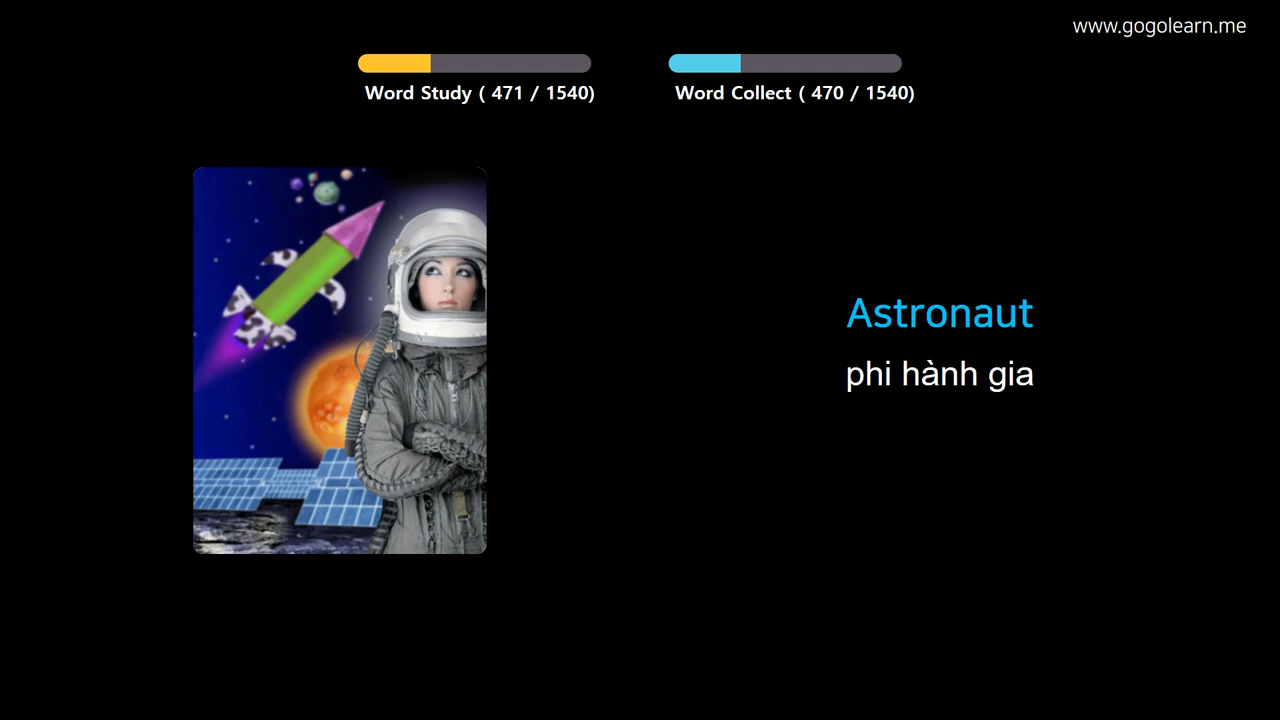 www.gogolearn.me
Word Study ( 471 / 1540)
Word Collect ( 470 / 1540)
Astronaut
phi hành gia